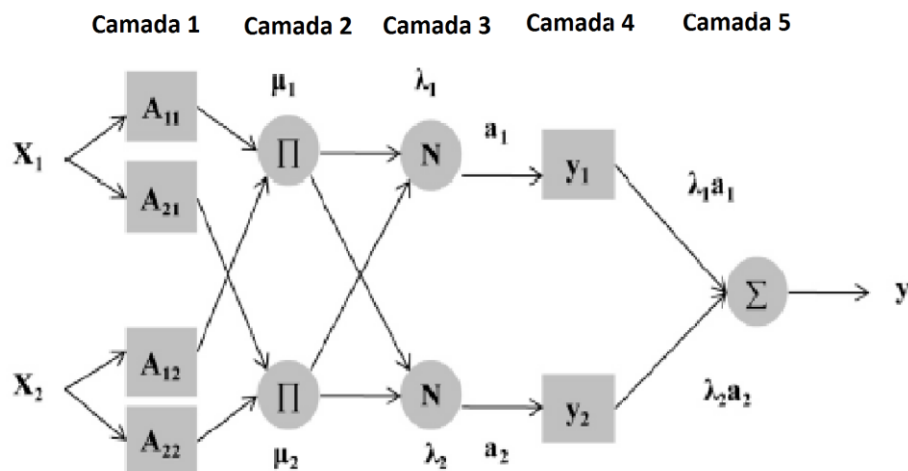 Camada 1 Camada 2 Camada 3 Camada 4 Camada 5
μ₁ λ₁
A₁₁ ∏ N a₁ y₁
X₁
A₂₁ λ₁a₁
∑ y
A₁₂
X₂ ∏ N y₂ λ₂a₂
A₂₂
μ₂ λ₂ a₂